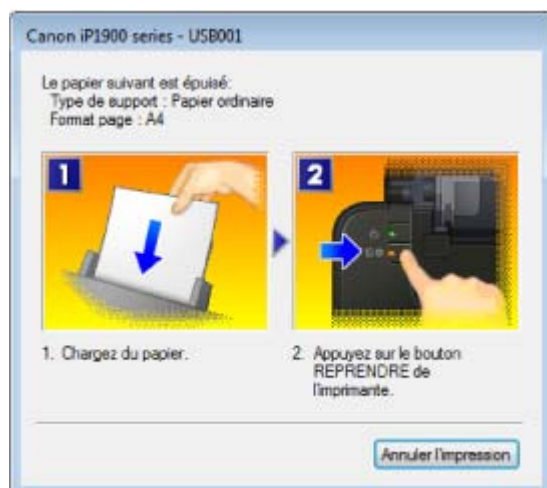 Canon iP1900 series - USB001
Le papier suivant est épuisé:
Type de support : Papier ordinaire
Format page : A4
1
2
1. Chargez du papier.
2. Appuyez sur le bouton
REPRENDRE de
l'imprimante.
Annuler l'impression